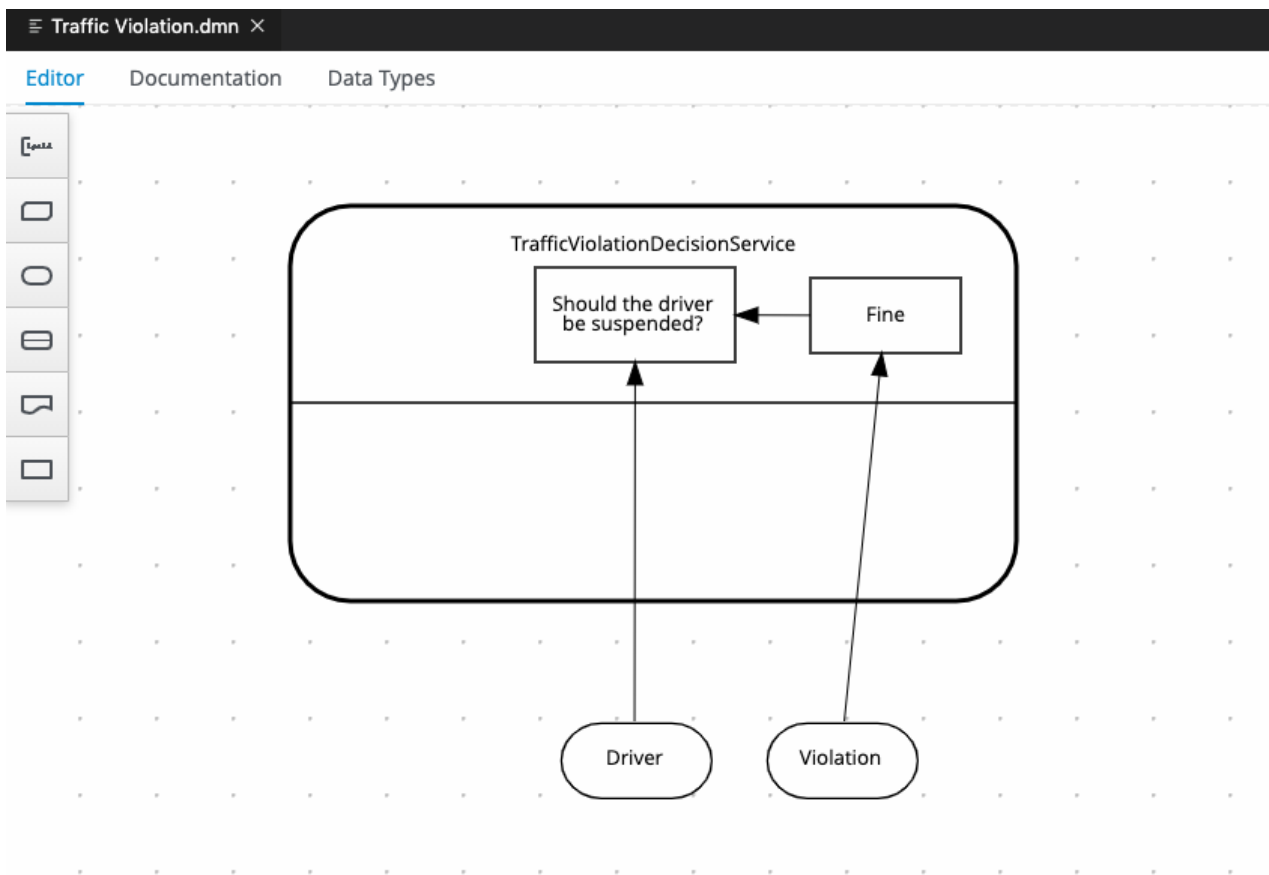 Traffic Violation.dmn
Editor Documentation Data Types
TrafficViolationDecisionService
Should the driver
be suspended?
Fine
Driver
Violation